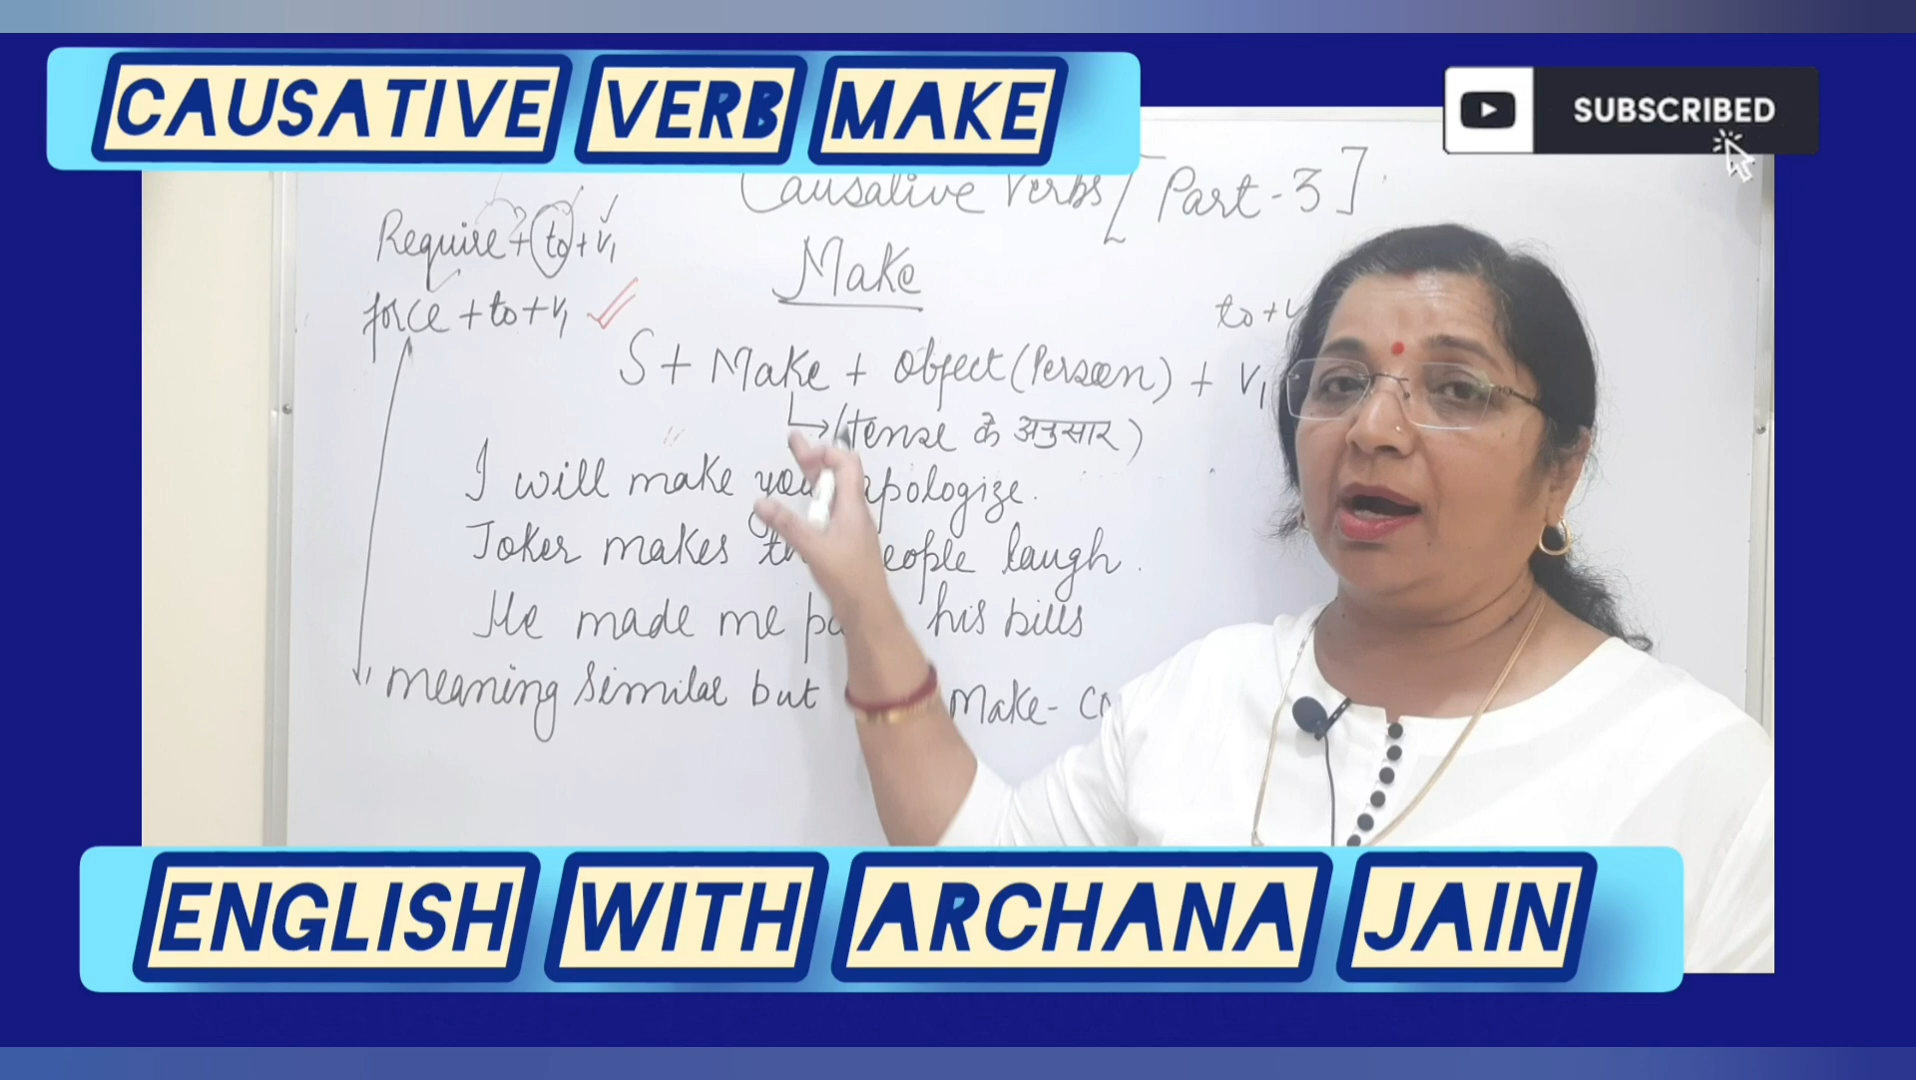 CAUSATIVE VERB MAKE
SUBSCRIBED
Causative Verbs [Part-3]
Require + to + V1
Make
force + to + V1
to +
S + Make + Object (Person) + V1
(tense के अनुसार)
I will make you apologize.
Joker makes people laugh.
He made me his bills
meaning similar but Make-
ENGLISH WITH ARCHANA JAIN